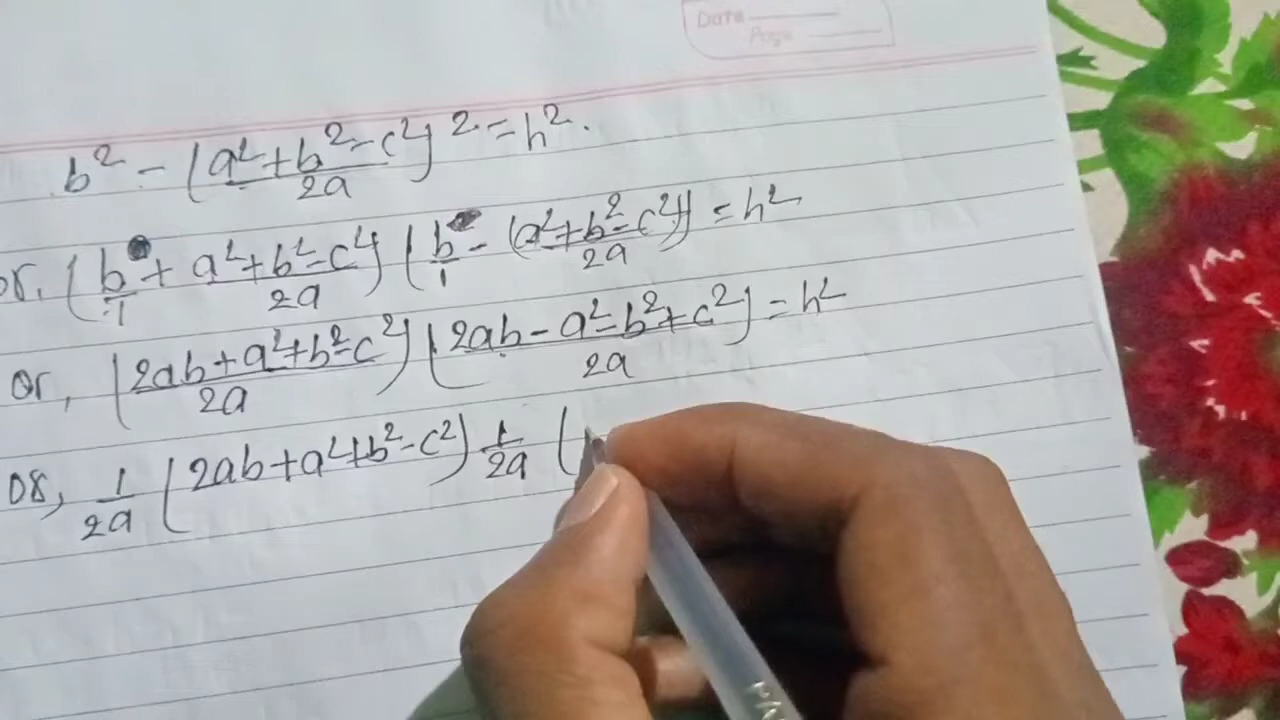 Date
Page
b² - (a²+b²-c²/2a)² = h².
or, (b/1 + a²+b²-c²/2a) (b/1 - (a²+b²-c²/2a)) = h²
or, (2ab+a²+b²-c²/2a) (2ab-a²-b²+c²/2a) = h²
or, 1/2a (2ab+a²+b²-c²) 1/2a (